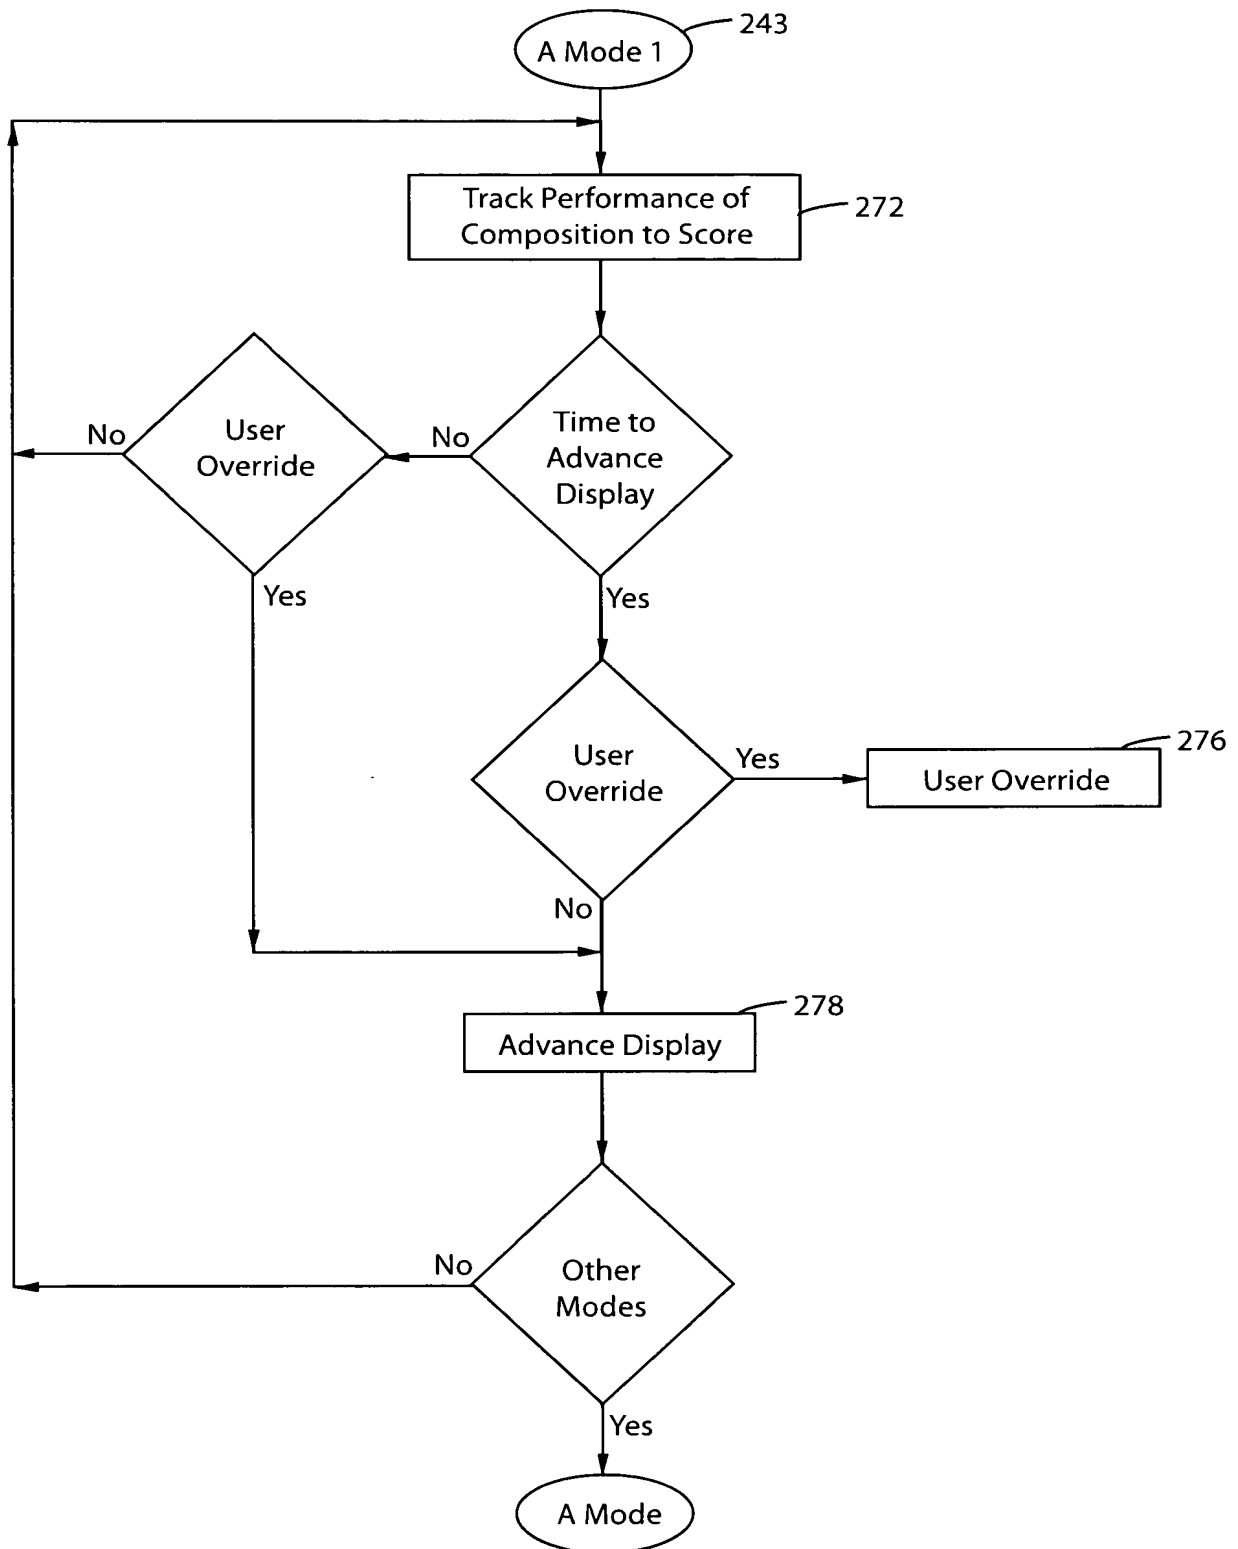 243
A Mode 1
Track Performance of
Composition to Score
272
Time to
Advance
Display
No
User
Override
No
Yes
Yes
User
Override
Yes
276
User Override
No
278
Advance Display
Other
Modes
No
Yes
A Mode